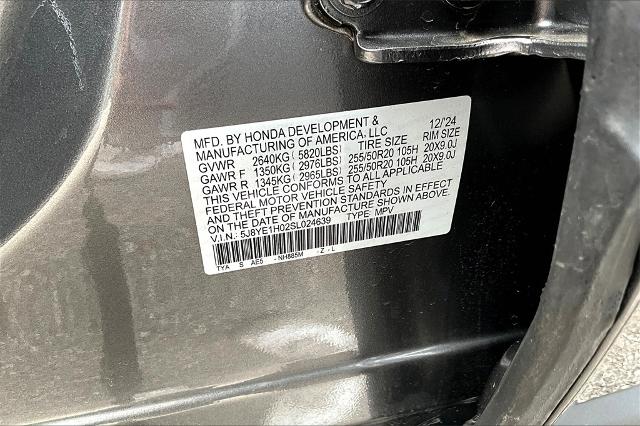 MFD. BY HONDA DEVELOPMENT & 12/'24
MANUFACTURING OF AMERICA, LLC
TIRE SIZE RIM SIZE
GVWR 2640KG ( 5820LBS)
GAWR F 1350KG ( 2976LBS) 255/50R20 105H 20X9.0J
GAWR R 1345KG ( 2965LBS) 255/50R20 105H 20X9.0J
THIS VEHICLE CONFORMS TO ALL APPLICABLE
FEDERAL MOTOR VEHICLE SAFETY
AND THEFT PREVENTION STANDARDS IN EFFECT
ON THE DATE OF MANUFACTURE SHOWN ABOVE.
V.I.N.: 5J8YE1H02SL024639 TYPE: MPV
TYA S AE5 - NH885M - Z - L